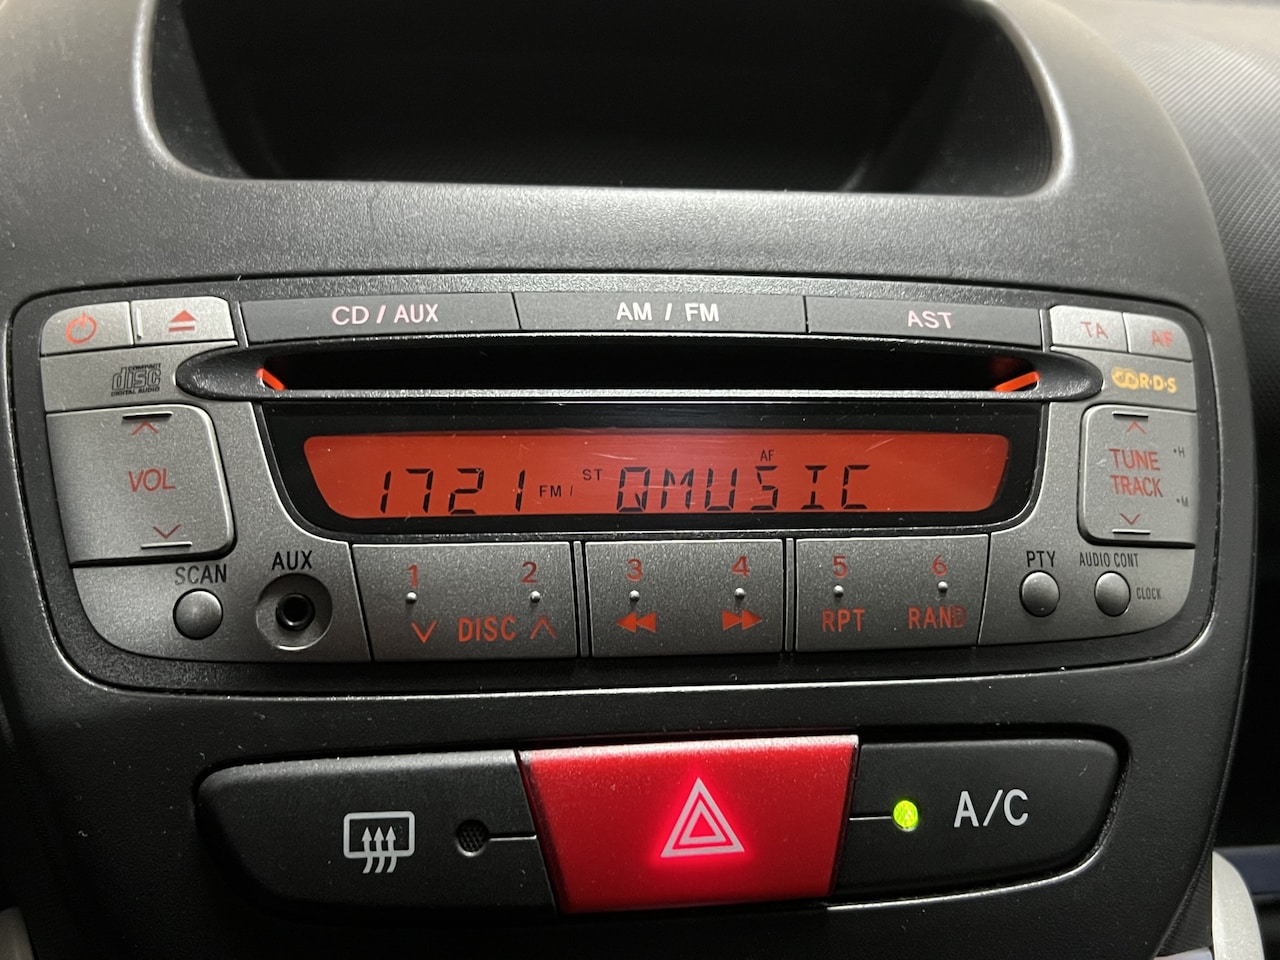 CD / AUX AM / FM AST TA AF
COMPACT
disc
DIGITAL AUDIO
R·D·S
VOL
1721 FM I ST AF QMUSIC
TUNE
TRACK
H
M
SCAN
AUX
1 2 3 4 5 6
DISC RPT RAND
PTY
AUDIO CONT
CLOCK
A/C